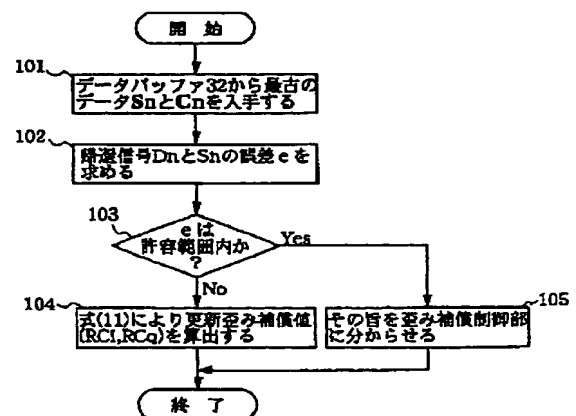 開始
101
データバッファ32から最古の
データSnとCnを入手する
102
帰還信号DnとSnの誤差eを
求める
103
eは
許容範囲内か
?
Yes
No
104
式(11)により更新歪み補償値
(RCi,RCq)を算出する
105
その旨を歪み補償制御部
に分からせる
終了